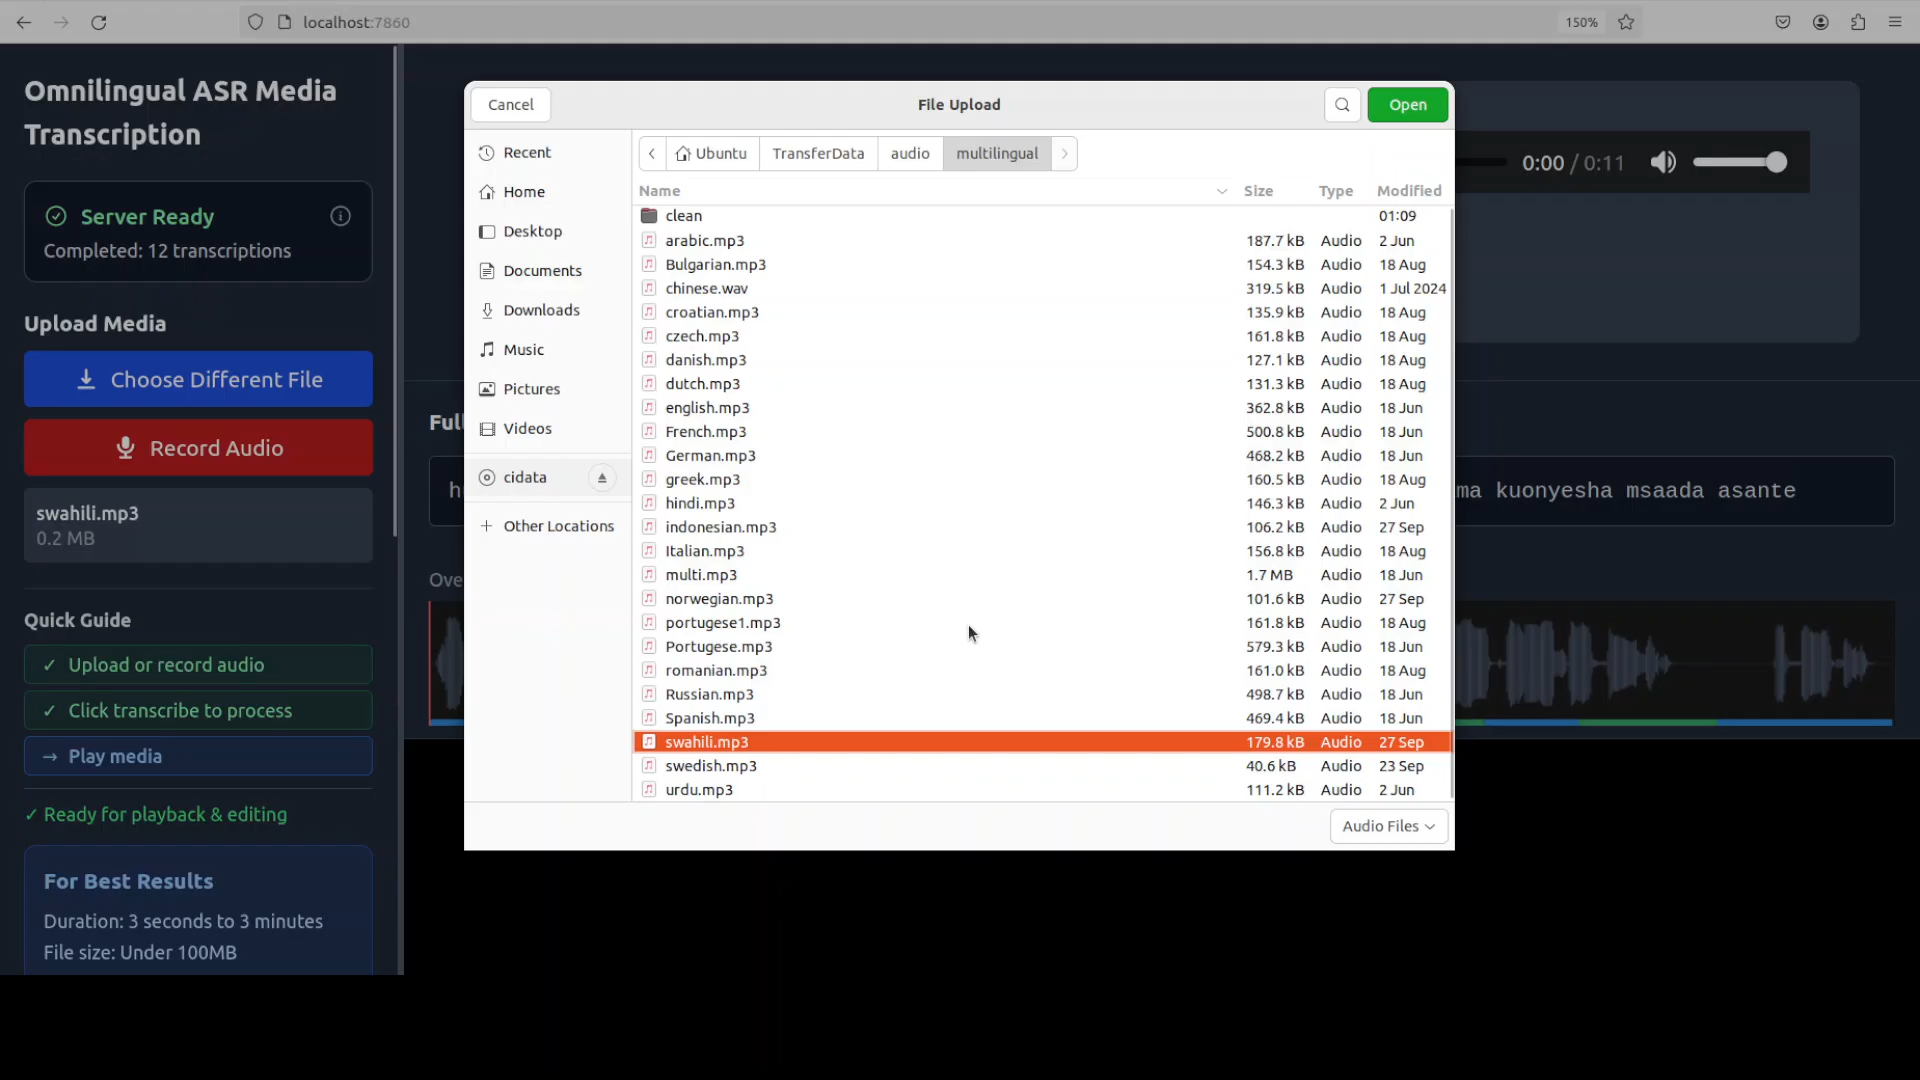 localhost:7860
150%
Omnilingual ASR Media
Transcription
Server Ready
Completed: 12 transcriptions
Upload Media
Choose Different File
Record Audio
swahili.mp3
0.2 MB
Quick Guide
✓ Upload or record audio
✓ Click transcribe to process
→ Play media
✓ Ready for playback & editing
For Best Results
Duration: 3 seconds to 3 minutes
File size: Under 100MB
Cancel
File Upload
Open
Recent
Home
Desktop
Documents
Downloads
Music
Pictures
Videos
cidata
+ Other Locations
Ubuntu TransferData audio multilingual
Name Size Type Modified
clean 01:09
arabic.mp3 187.7 kB Audio 2 Jun
Bulgarian.mp3 154.3 kB Audio 18 Aug
chinese.wav 319.5 kB Audio 1 Jul 2024
croatian.mp3 135.9 kB Audio 18 Aug
czech.mp3 161.8 kB Audio 18 Aug
danish.mp3 127.1 kB Audio 18 Aug
dutch.mp3 131.3 kB Audio 18 Aug
english.mp3 362.8 kB Audio 18 Jun
French.mp3 500.8 kB Audio 18 Jun
German.mp3 468.2 kB Audio 18 Jun
greek.mp3 160.5 kB Audio 18 Aug
hindi.mp3 146.3 kB Audio 2 Jun
indonesian.mp3 106.2 kB Audio 27 Sep
Italian.mp3 156.8 kB Audio 18 Aug
multi.mp3 1.7 MB Audio 18 Jun
norwegian.mp3 101.6 kB Audio 27 Sep
portugese1.mp3 161.8 kB Audio 18 Aug
Portugese.mp3 579.3 kB Audio 18 Jun
romanian.mp3 161.0 kB Audio 18 Aug
Russian.mp3 498.7 kB Audio 18 Jun
Spanish.mp3 469.4 kB Audio 18 Jun
swahili.mp3 179.8 kB Audio 27 Sep
swedish.mp3 40.6 kB Audio 23 Sep
urdu.mp3 111.2 kB Audio 2 Jun
Audio Files
0:00 / 0:11
Full
kuonyesha msaada asante